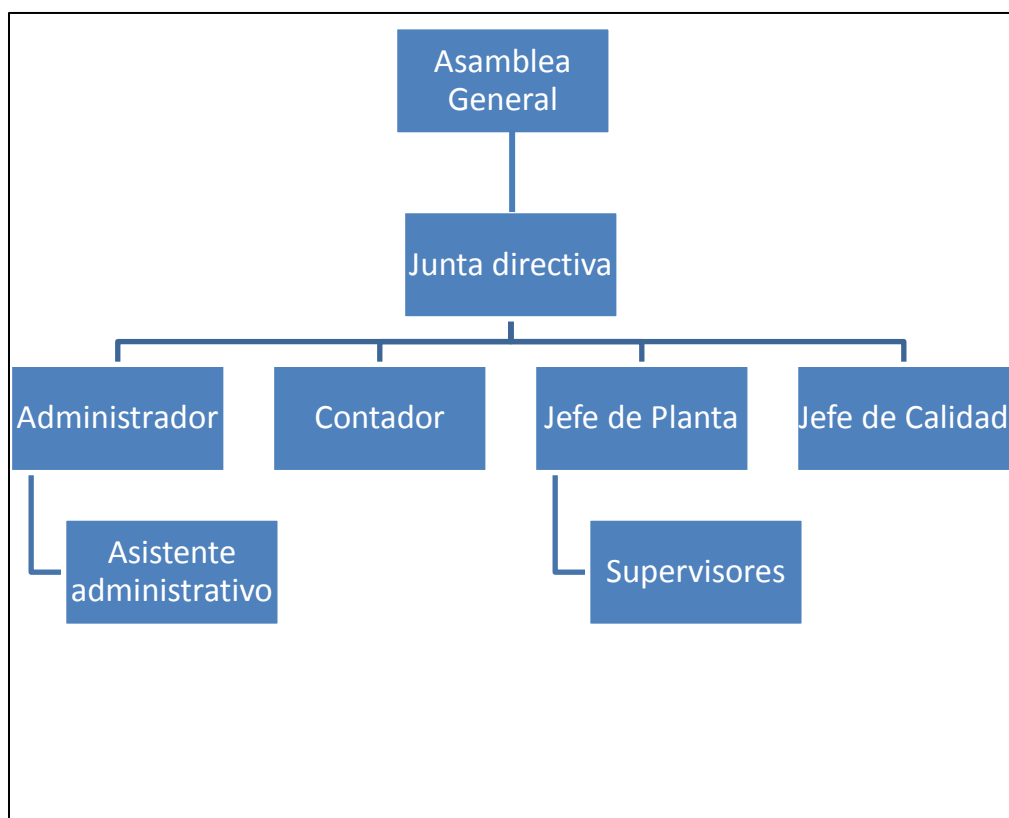 Asamblea
General
Junta directiva
Administrador
Contador
Jefe de Planta
Jefe de Calidad
Asistente
administrativo
Supervisores